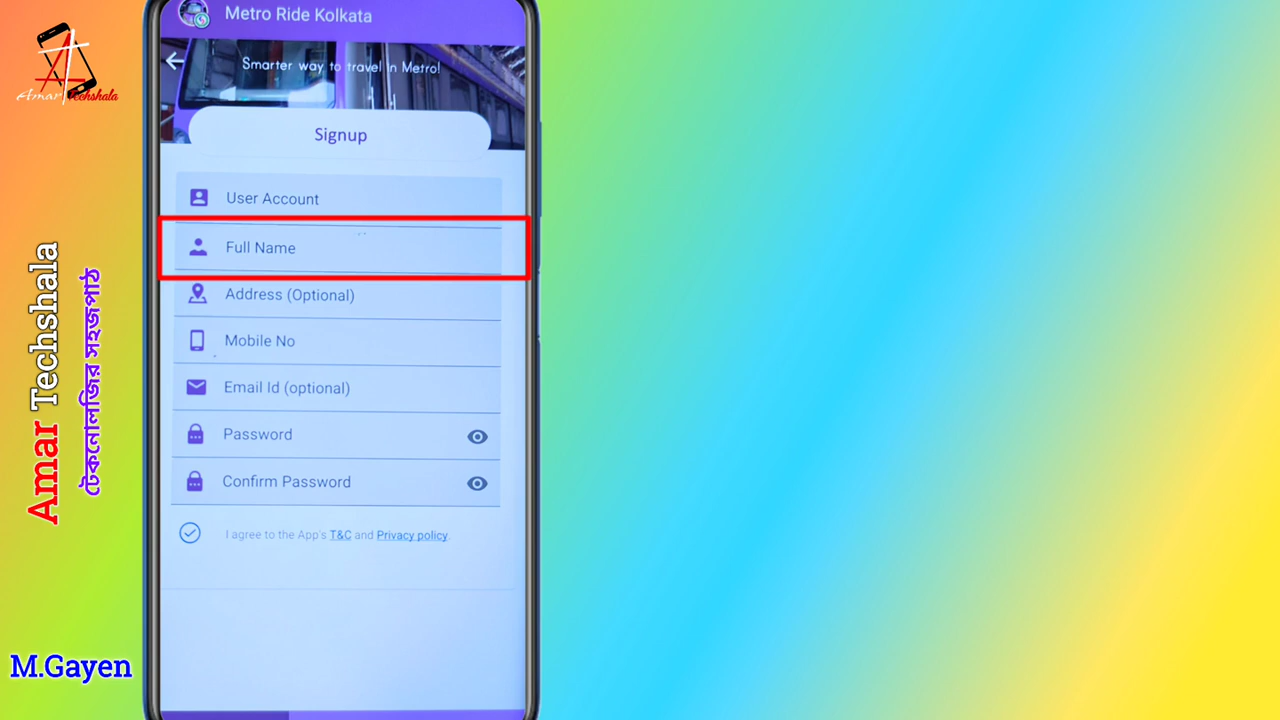 Amar Techshala
Amar Techshala
টেকনোলজির সহজপাঠ
M.Gayen
Metro Ride Kolkata
Smarter way to travel in Metro!
Signup
User Account
Full Name
Address (Optional)
Mobile No
Email Id (optional)
Password
Confirm Password
I agree to the App's T&C and Privacy policy.